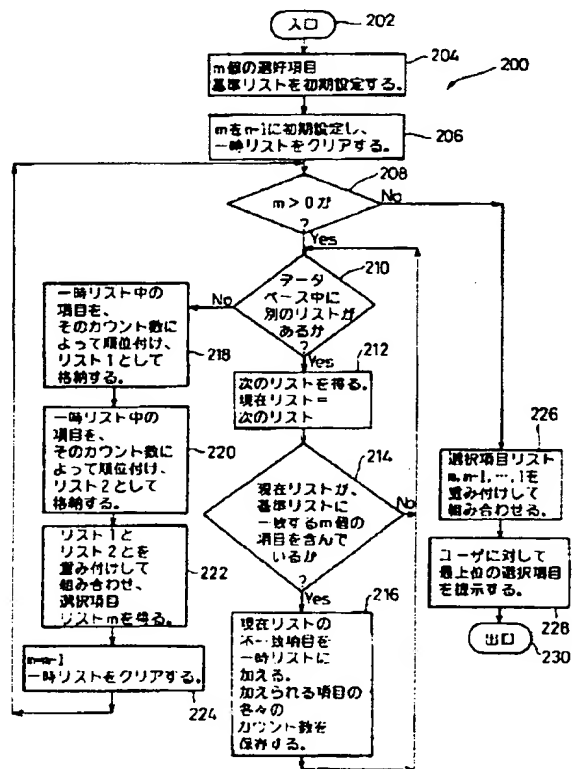 入口
202
m個の選好項目
基準リストを初期設定する。
204
200
mをn-1に初期設定し、
一時リストをクリアする。
206
208
m>0か
?
No
Yes
210
データ
ベース中に
別のリストが
あるか
?
No
Yes
一時リスト中の
項目を、
そのカウント数に
よって順位付け、
リスト1として
格納する。
218
212
次のリストを得る。
現在リスト=
次のリスト
一時リスト中の
項目を、
そのカウント数に
よって順位付け、
リスト2として
格納する。
220
214
現在リストが、
基準リストに
一致するm個の
項目を含んで
いるか
?
No
Yes
226
選択項目リスト
m,m-1,…,1を
重み付けして
組み合わせる。
リスト1と
リスト2とを
重み付けして
組み合わせ、
選択項目
リストmを得る。
222
216
現在リストの
不一致項目を
一時リストに
加える。
加えられる項目の
各々の
カウント数を
保存する。
ユーザに対して
最上位の選択項目
を提示する。
228
m=m-1
一時リストをクリアする。
224
出口
230